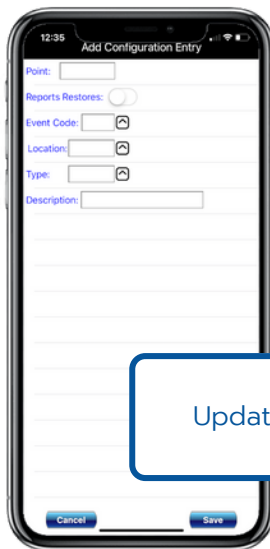 12:35
Add Configuration Entry
Point:
Reports Restores:
Event Code:
Location:
Type:
Description:
Updat
Cancel Save